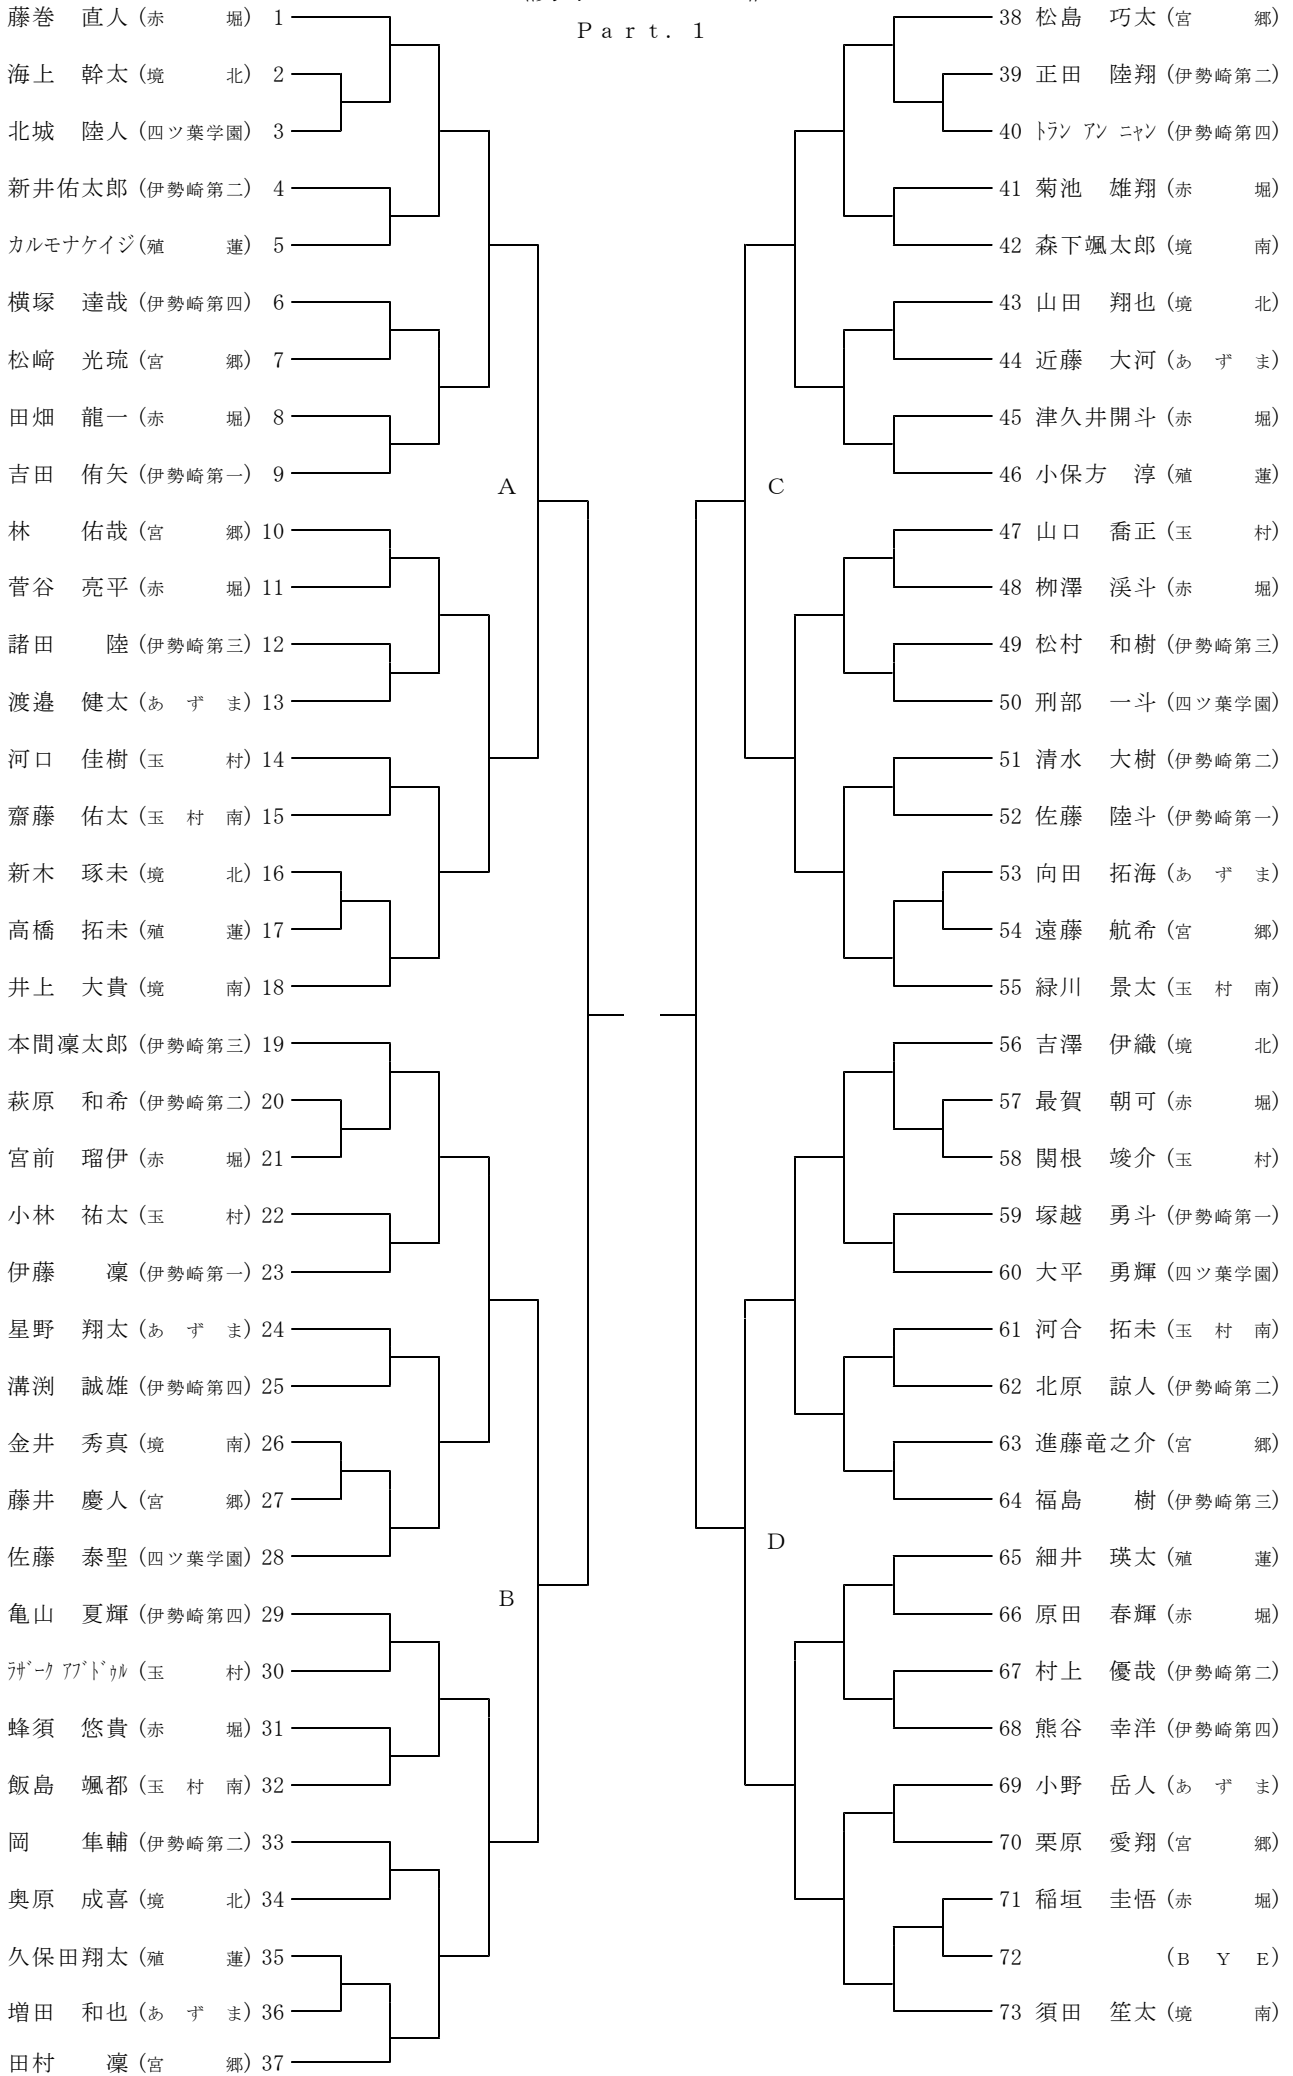 Part. 1
藤巻　直人 (赤　　堀) 1
海上　幹太 (境　　北) 2
北城　陸人 (四ツ葉学園) 3
新井佑太郎 (伊勢崎第二) 4
カルモナケイジ (殖　　蓮) 5
横塚　達哉 (伊勢崎第四) 6
松﨑　光琉 (宮　　郷) 7
田畑　龍一 (赤　　堀) 8
吉田　侑矢 (伊勢崎第一) 9
A
林　　佑哉 (宮　　郷) 10
菅谷　亮平 (赤　　堀) 11
諸田　　陸 (伊勢崎第三) 12
渡邉　健太 (あ　ず　ま) 13
河口　佳樹 (玉　　村) 14
齋藤　佑太 (玉　村　南) 15
新木　琢未 (境　　北) 16
高橋　拓未 (殖　　蓮) 17
井上　大貴 (境　　南) 18
本間凜太郎 (伊勢崎第三) 19
萩原　和希 (伊勢崎第二) 20
宮前　瑠伊 (赤　　堀) 21
小林　祐太 (玉　　村) 22
伊藤　　凜 (伊勢崎第一) 23
星野　翔太 (あ　ず　ま) 24
溝渕　誠雄 (伊勢崎第四) 25
金井　秀真 (境　　南) 26
藤井　慶人 (宮　　郷) 27
佐藤　泰聖 (四ツ葉学園) 28
B
亀山　夏輝 (伊勢崎第四) 29
ﾗｻﾞｰｸ ｱﾌﾞﾄﾞｩﾙ (玉　　村) 30
蜂須　悠貴 (赤　　堀) 31
飯島　颯都 (玉　村　南) 32
岡　　隼輔 (伊勢崎第二) 33
奥原　成喜 (境　　北) 34
久保田翔太 (殖　　蓮) 35
増田　和也 (あ　ず　ま) 36
田村　　凜 (宮　　郷) 37
38 松島　巧太 (宮　　郷)
39 正田　陸翔 (伊勢崎第二)
40 ﾄﾗﾝ ｱﾝ ﾆｬﾝ (伊勢崎第四)
41 菊池　雄翔 (赤　　堀)
42 森下颯太郎 (境　　南)
43 山田　翔也 (境　　北)
44 近藤　大河 (あ　ず　ま)
45 津久井開斗 (赤　　堀)
46 小保方　淳 (殖　　蓮)
C
47 山口　喬正 (玉　　村)
48 栁澤　渓斗 (赤　　堀)
49 松村　和樹 (伊勢崎第三)
50 刑部　一斗 (四ツ葉学園)
51 清水　大樹 (伊勢崎第二)
52 佐藤　陸斗 (伊勢崎第一)
53 向田　拓海 (あ　ず　ま)
54 遠藤　航希 (宮　　郷)
55 緑川　景太 (玉　村　南)
56 吉澤　伊織 (境　　北)
57 最賀　朝可 (赤　　堀)
58 関根　竣介 (玉　　村)
59 塚越　勇斗 (伊勢崎第一)
60 大平　勇輝 (四ツ葉学園)
61 河合　拓未 (玉　村　南)
62 北原　諒人 (伊勢崎第二)
63 進藤竜之介 (宮　　郷)
64 福島　　樹 (伊勢崎第三)
D
65 細井　瑛太 (殖　　蓮)
66 原田　春輝 (赤　　堀)
67 村上　優哉 (伊勢崎第二)
68 熊谷　幸洋 (伊勢崎第四)
69 小野　岳人 (あ　ず　ま)
70 栗原　愛翔 (宮　　郷)
71 稲垣　圭悟 (赤　　堀)
72 (B　Y　E)
73 須田　笙太 (境　　南)